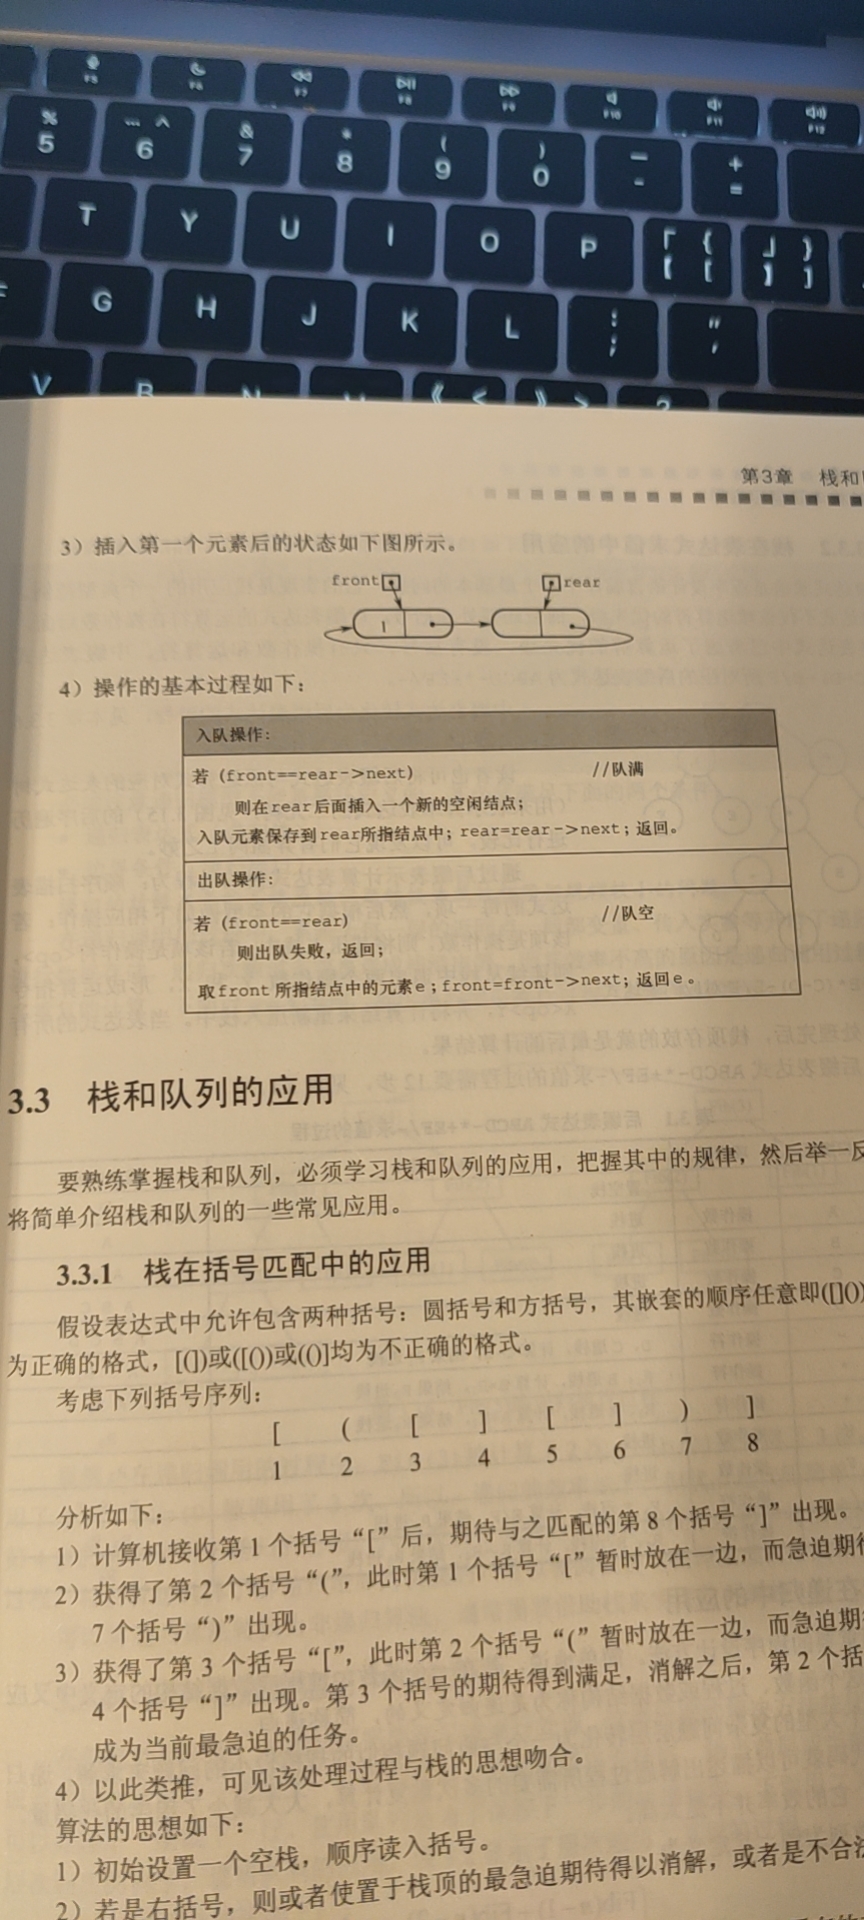 F5 F6 F7 F8 F9 F10 F11 F12
% 5 … ^ 6 & 7 * 8 ( 9 ) 0 — - + =
T Y U I O P 「 { 【 [ 」 } 】 ]
G H J K L : ; " '
V B N 《 < 》 > ?
第3章 栈和
3）插入第一个元素后的状态如下图所示。
front rear
1
4）操作的基本过程如下：
入队操作：
若 (front==rear->next) //队满
则在rear后面插入一个新的空闲结点；
入队元素保存到rear所指结点中；rear=rear->next；返回。
出队操作：
若 (front==rear) //队空
则出队失败，返回；
取front所指结点中的元素e；front=front->next；返回e。
3.3 栈和队列的应用
要熟练掌握栈和队列，必须学习栈和队列的应用，把握其中的规律，然后举一反
将简单介绍栈和队列的一些常见应用。
3.3.1 栈在括号匹配中的应用
假设表达式中允许包含两种括号：圆括号和方括号，其嵌套的顺序任意即([]())
为正确的格式，[(])或([())或(()]均为不正确的格式。
考虑下列括号序列：
[ ( [ ] [ ] ) ]
1 2 3 4 5 6 7 8
分析如下：
1）计算机接收第1个括号“[”后，期待与之匹配的第8个括号“]”出现。
2）获得了第2个括号“(”，此时第1个括号“[”暂时放在一边，而急迫期待
7个括号“)”出现。
3）获得了第3个括号“[”，此时第2个括号“(”暂时放在一边，而急迫期
4个括号“]”出现。第3个括号的期待得到满足，消解之后，第2个括
成为当前最急迫的任务。
4）以此类推，可见该处理过程与栈的思想吻合。
算法的思想如下：
1）初始设置一个空栈，顺序读入括号。
2）若是右括号，则或者使置于栈顶的最急迫期待得以消解，或者是不合法